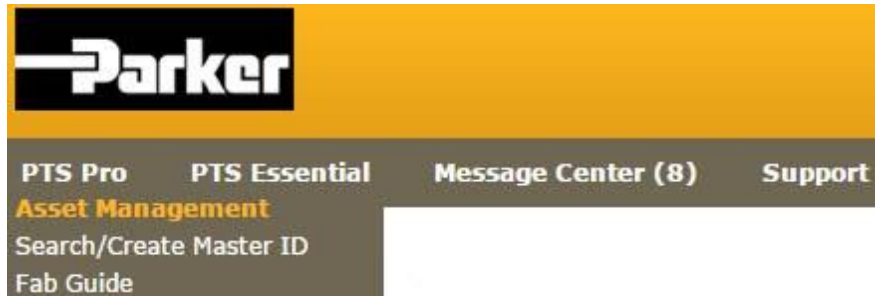 Parker
PTS Pro PTS Essential Message Center (8) Support
Asset Management
Search/Create Master ID
Fab Guide